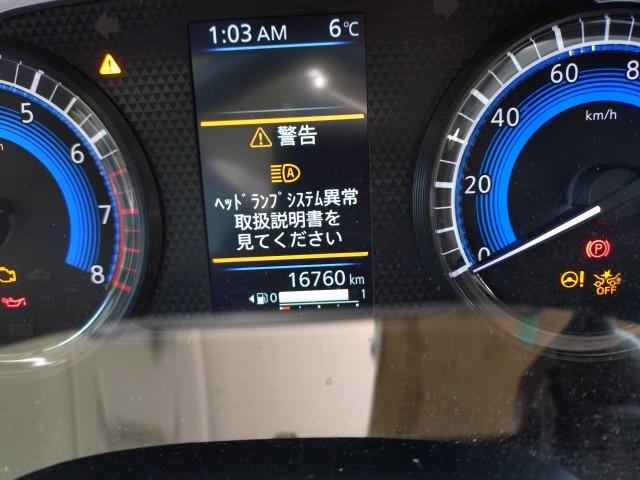 1:03 AM 6℃
5
6
7
8
警告
ﾍｯﾄﾞﾗﾝﾌﾟｼｽﾃﾑ異常
取扱説明書を
見てください
16760 km
0 1
0
20
40
60
8
km/h
P
OFF